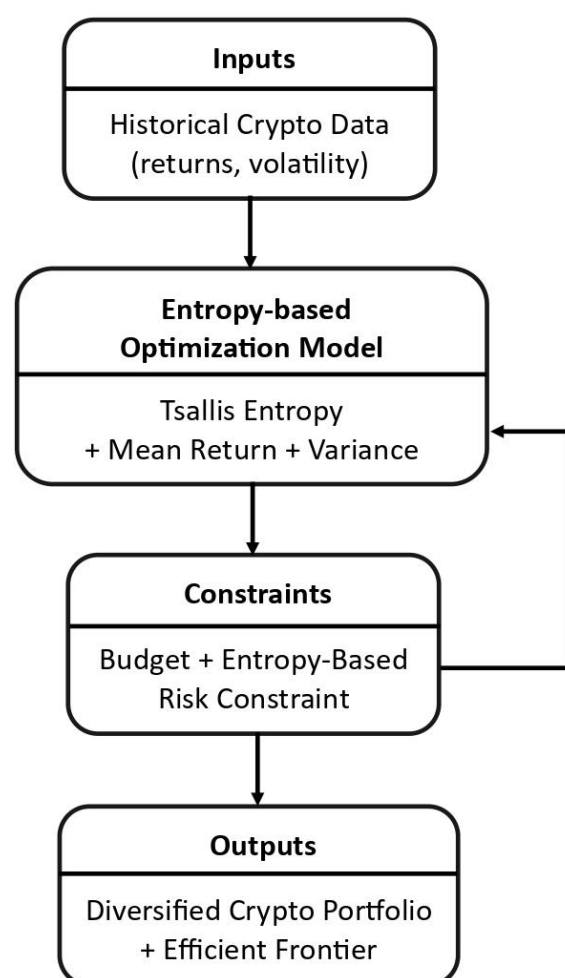 Inputs
Historical Crypto Data
(returns, volatility)
Entropy-based
Optimization Model
Tsallis Entropy
+ Mean Return + Variance
Constraints
Budget + Entropy-Based
Risk Constraint
Outputs
Diversified Crypto Portfolio
+ Efficient Frontier